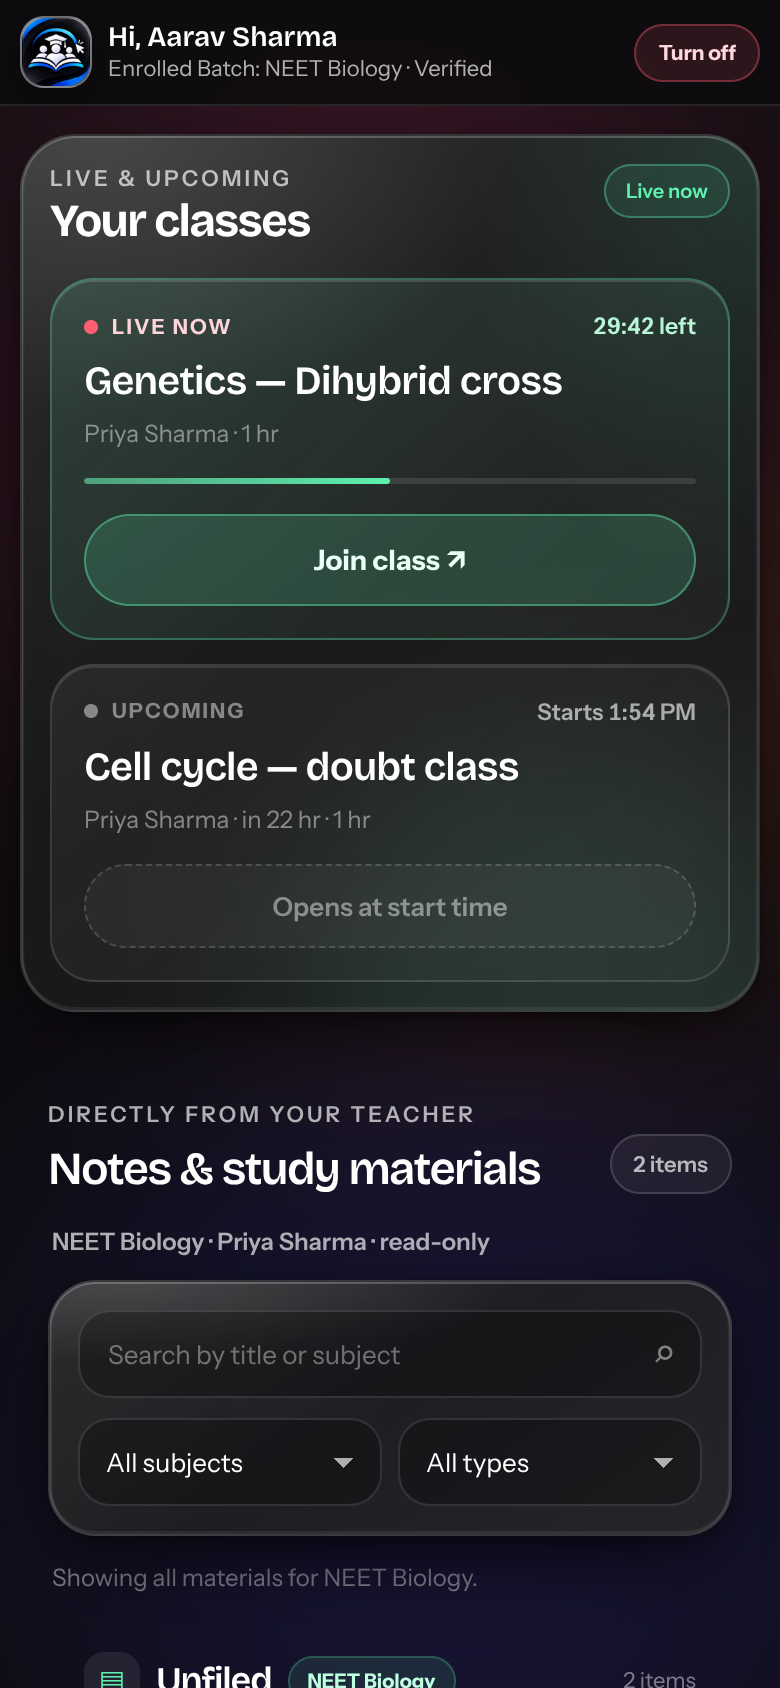 Hi, Aarav Sharma
Enrolled Batch: NEET Biology · Verified
Turn off
LIVE & UPCOMING
Your classes
Live now
LIVE NOW
29:42 left
Genetics — Dihybrid cross
Priya Sharma · 1 hr
Join class ↗
UPCOMING
Starts 1:54 PM
Cell cycle — doubt class
Priya Sharma · in 22 hr · 1 hr
Opens at start time
DIRECTLY FROM YOUR TEACHER
Notes & study materials
2 items
NEET Biology · Priya Sharma · read-only
Search by title or subject
All subjects
All types
Showing all materials for NEET Biology.
Unfiled
NEET Biology
2 items